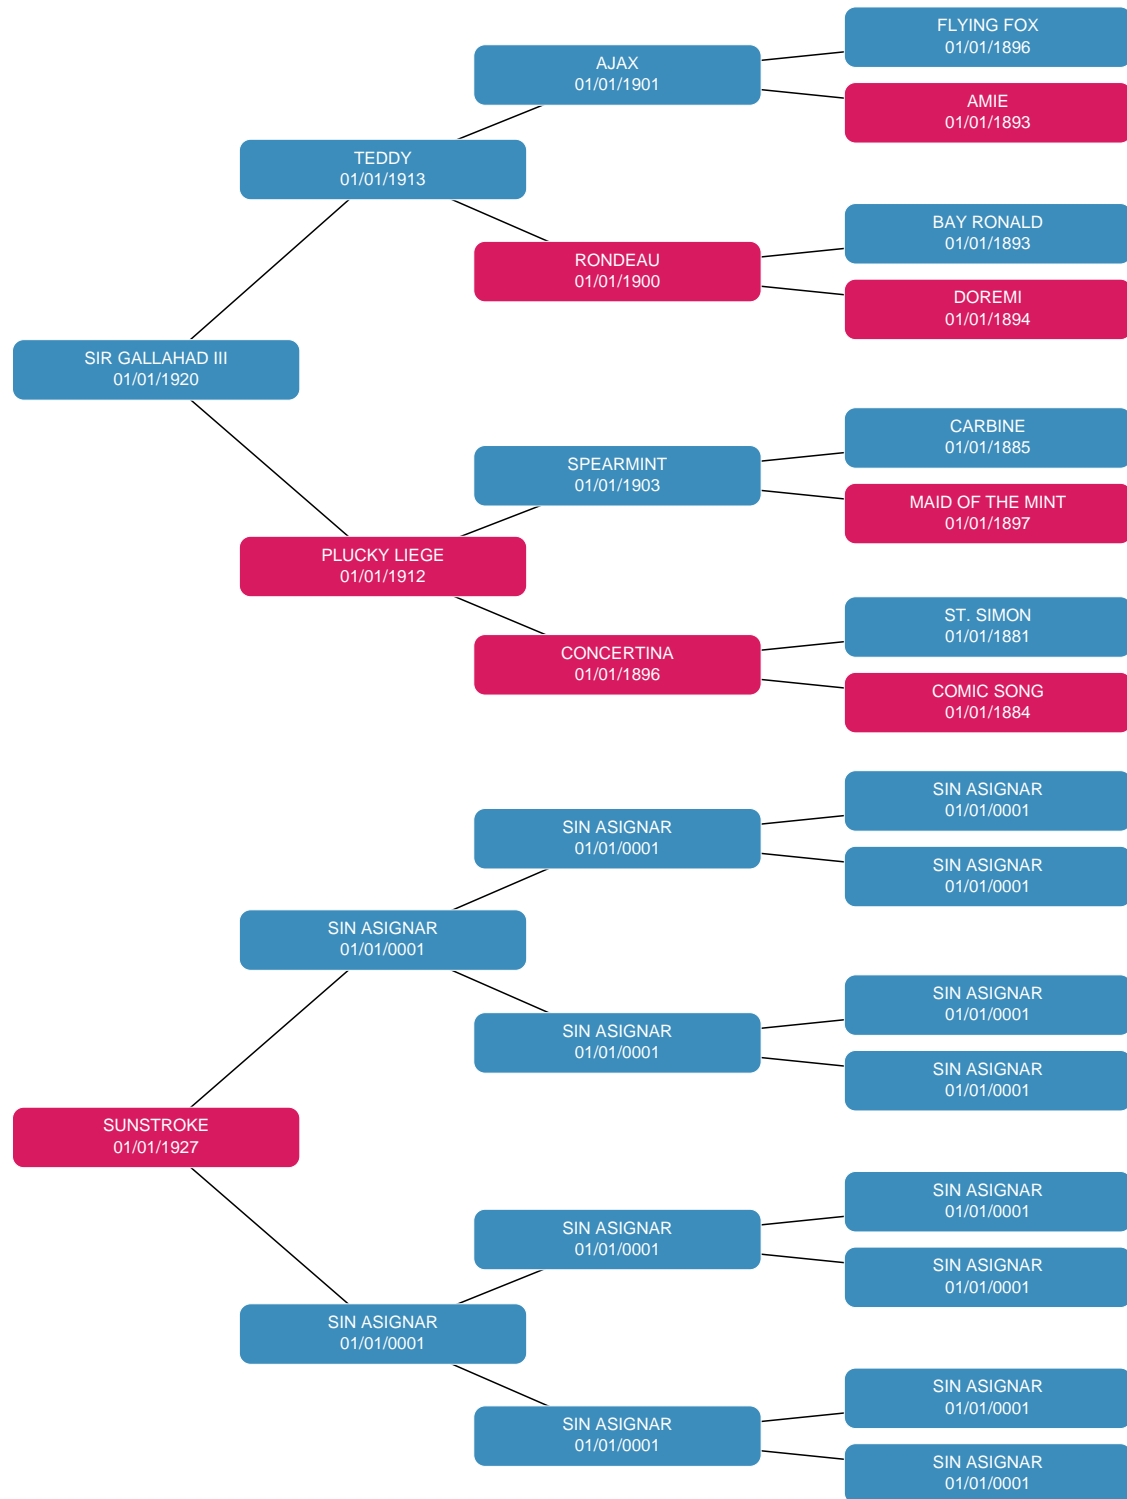 FLYING FOX
01/01/1896
AJAX
01/01/1901
AMIE
01/01/1893
TEDDY
01/01/1913
BAY RONALD
01/01/1893
RONDEAU
01/01/1900
DOREMI
01/01/1894
SIR GALLAHAD III
01/01/1920
CARBINE
01/01/1885
SPEARMINT
01/01/1903
MAID OF THE MINT
01/01/1897
PLUCKY LIEGE
01/01/1912
ST. SIMON
01/01/1881
CONCERTINA
01/01/1896
COMIC SONG
01/01/1884
SIN ASIGNAR
01/01/0001
SIN ASIGNAR
01/01/0001
SIN ASIGNAR
01/01/0001
SIN ASIGNAR
01/01/0001
SIN ASIGNAR
01/01/0001
SIN ASIGNAR
01/01/0001
SIN ASIGNAR
01/01/0001
SUNSTROKE
01/01/1927
SIN ASIGNAR
01/01/0001
SIN ASIGNAR
01/01/0001
SIN ASIGNAR
01/01/0001
SIN ASIGNAR
01/01/0001
SIN ASIGNAR
01/01/0001
SIN ASIGNAR
01/01/0001
SIN ASIGNAR
01/01/0001